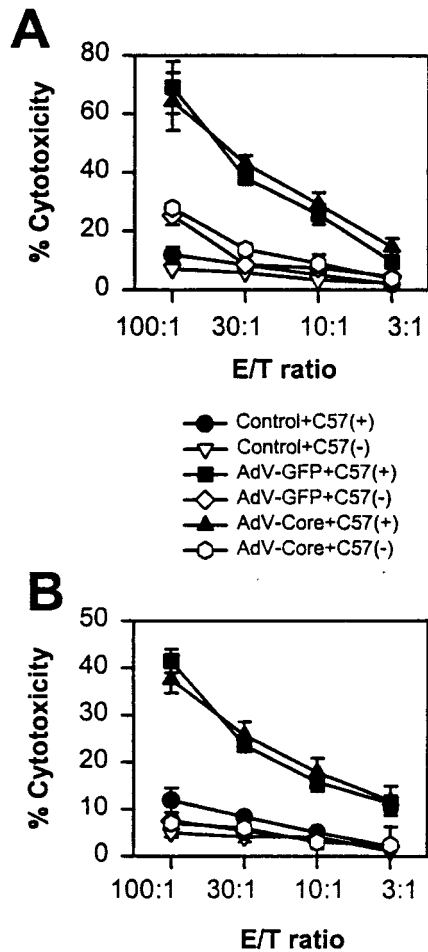 A
80
60
40
20
0
% Cytotoxicity
100:1 30:1 10:1 3:1
E/T ratio
Control+C57(+)
Control+C57(-)
AdV-GFP+C57(+)
AdV-GFP+C57(-)
AdV-Core+C57(+)
AdV-Core+C57(-)
B
50
40
30
20
10
0
% Cytotoxicity
100:1 30:1 10:1 3:1
E/T ratio